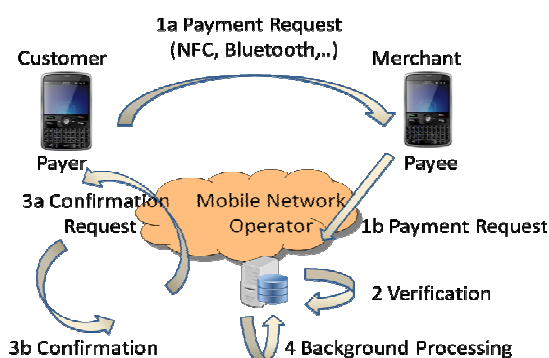 1a Payment Request
(NFC, Bluetooth,..)
Customer
Merchant
Payer
Payee
3a Confirmation
Request
Mobile Network
Operator
1b Payment Request
2 Verification
3b Confirmation
4 Background Processing